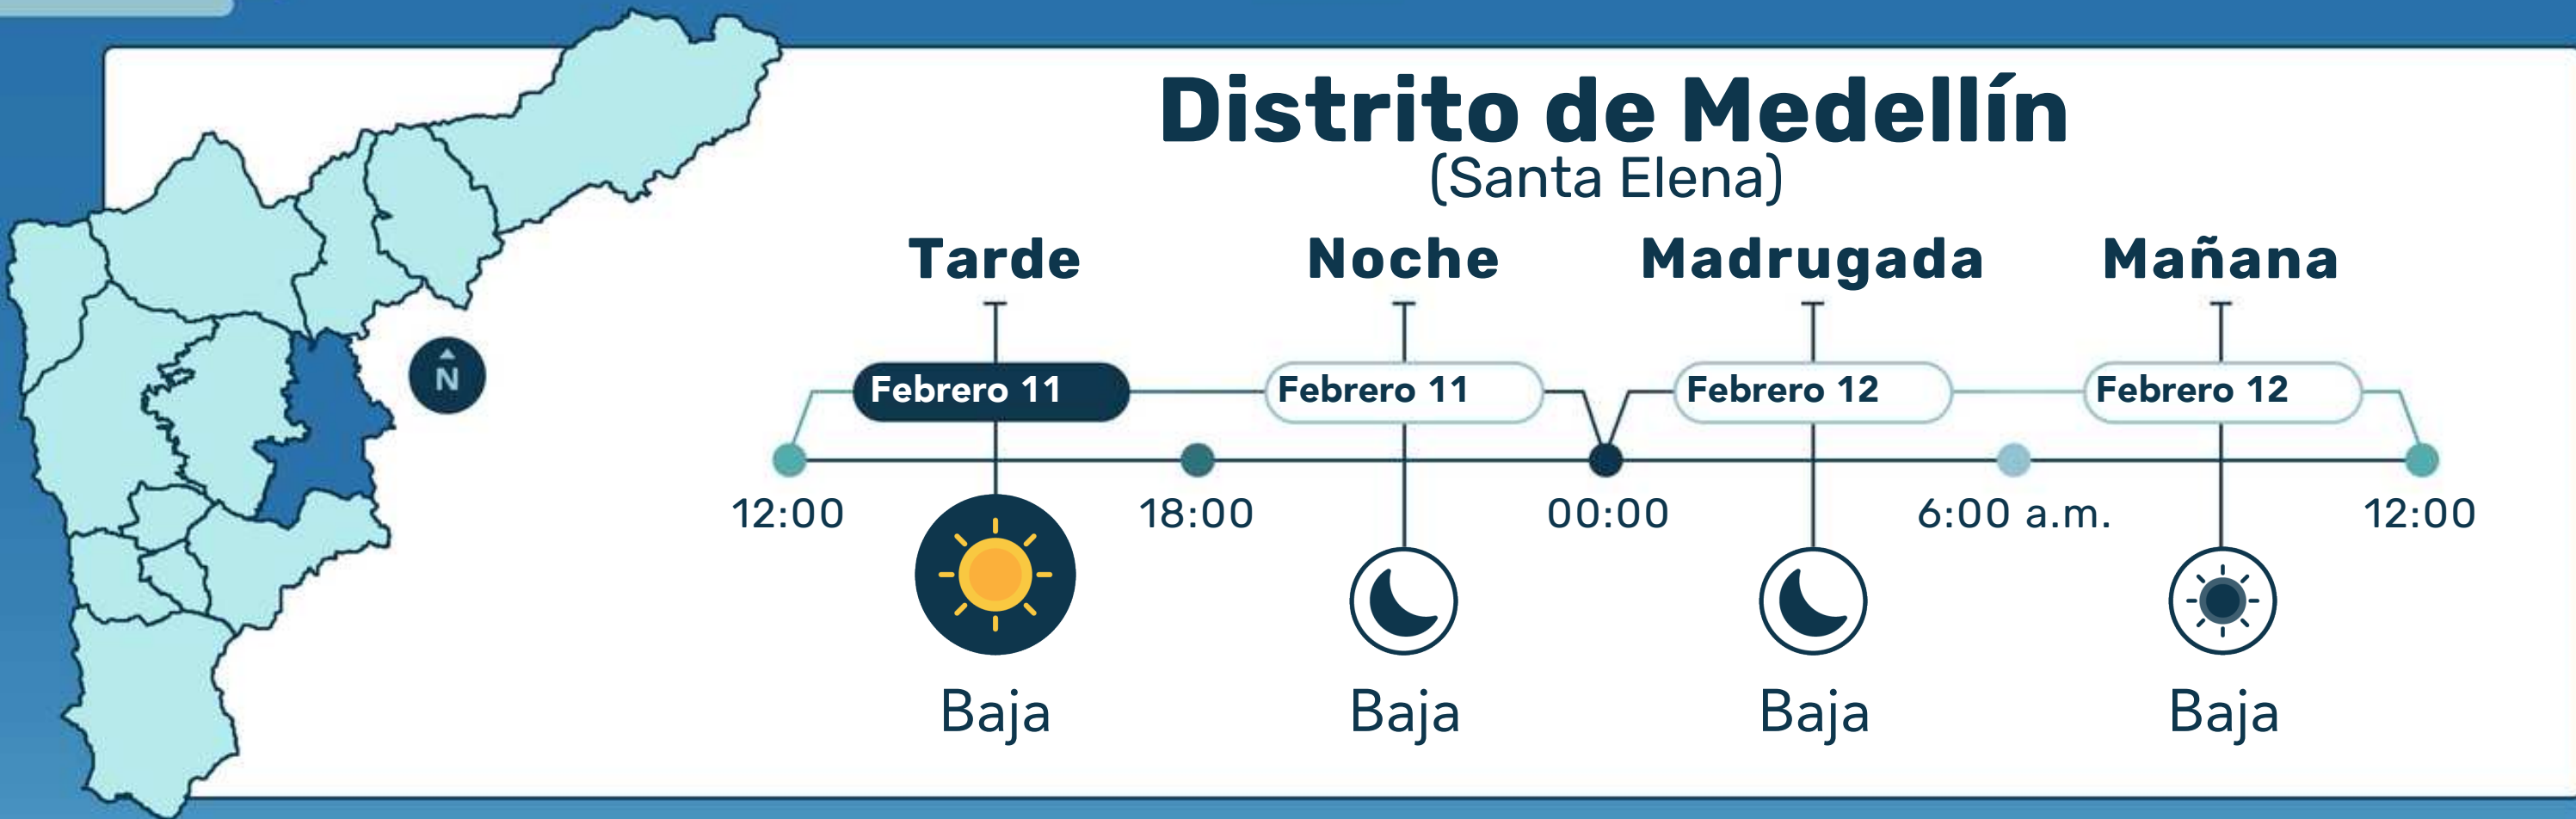 Distrito de Medellín
(Santa Elena)
Tarde Noche Madrugada Mañana
N
Febrero 11 Febrero 11 Febrero 12 Febrero 12
12:00 18:00 00:00 6:00 a.m. 12:00
Baja Baja Baja Baja